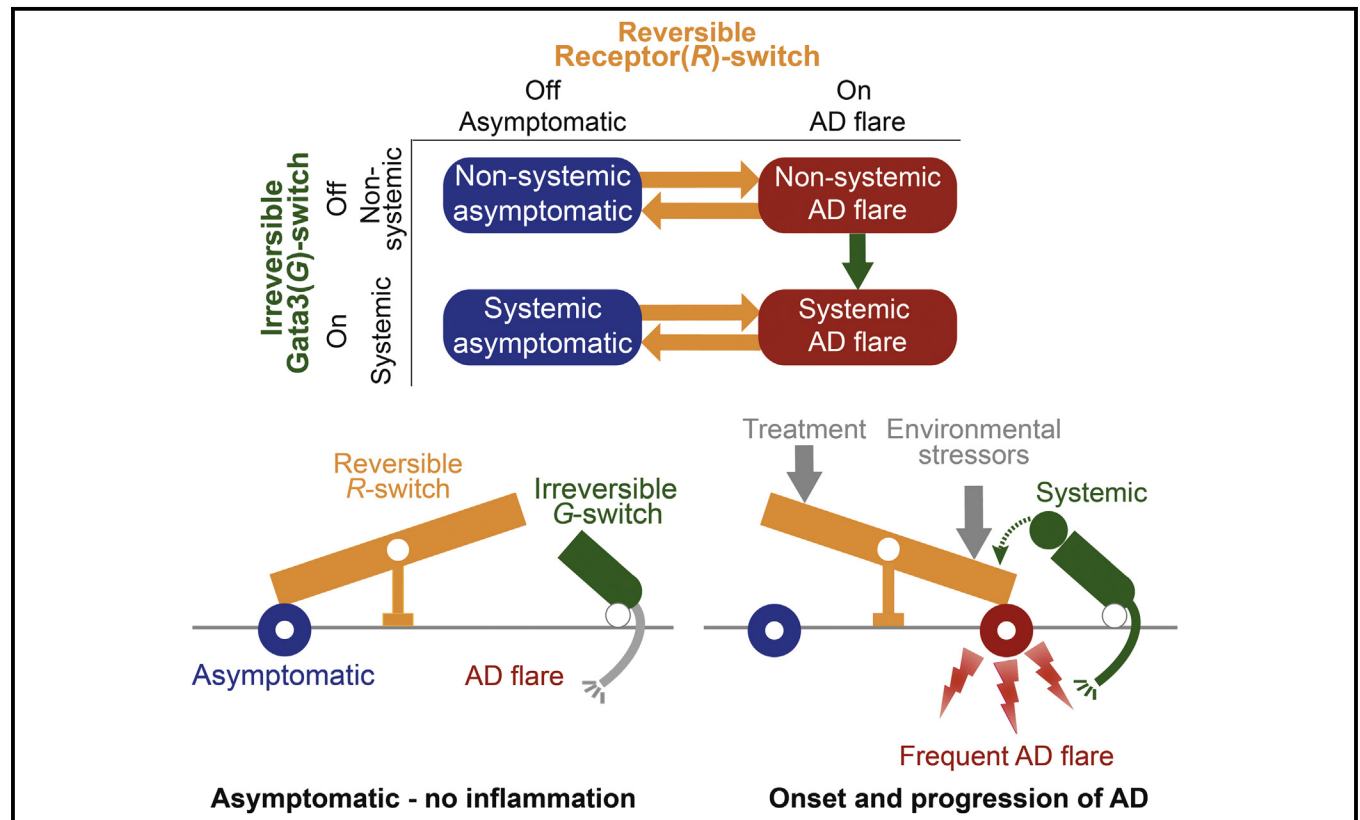 Reversible
Receptor(R)-switch
Off
On
Asymptomatic
AD flare
Irreversible
Gata3(G)-switch
Off
Non-
systemic
Non-systemic
asymptomatic
Non-systemic
AD flare
On
Systemic
Systemic
asymptomatic
Systemic
AD flare
Reversible
R-switch
Irreversible
G-switch
Asymptomatic
AD flare
Asymptomatic - no inflammation
Treatment
Environmental
stressors
Systemic
Frequent AD flare
Onset and progression of AD